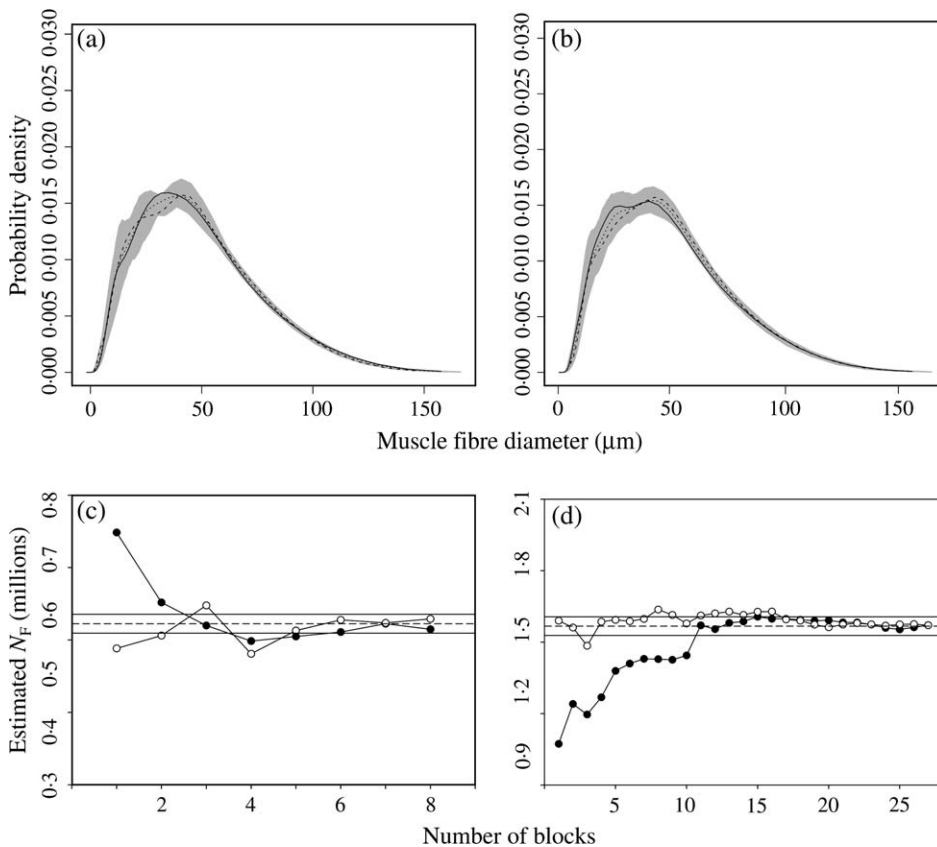 (a)
(b)
Probability density
0·030
0·025
0·020
0·015
0·010
0·005
0·000
0·030
0·025
0·020
0·015
0·010
0·005
0·000
0 50 100 150
0 50 100 150
Muscle fibre diameter (μm)
(c)
(d)
Estimated N_F (millions)
0·8
0·7
0·6
0·5
0·4
0·3
2·1
1·8
1·5
1·2
0·9
2 4 6 8
5 10 15 20 25
Number of blocks